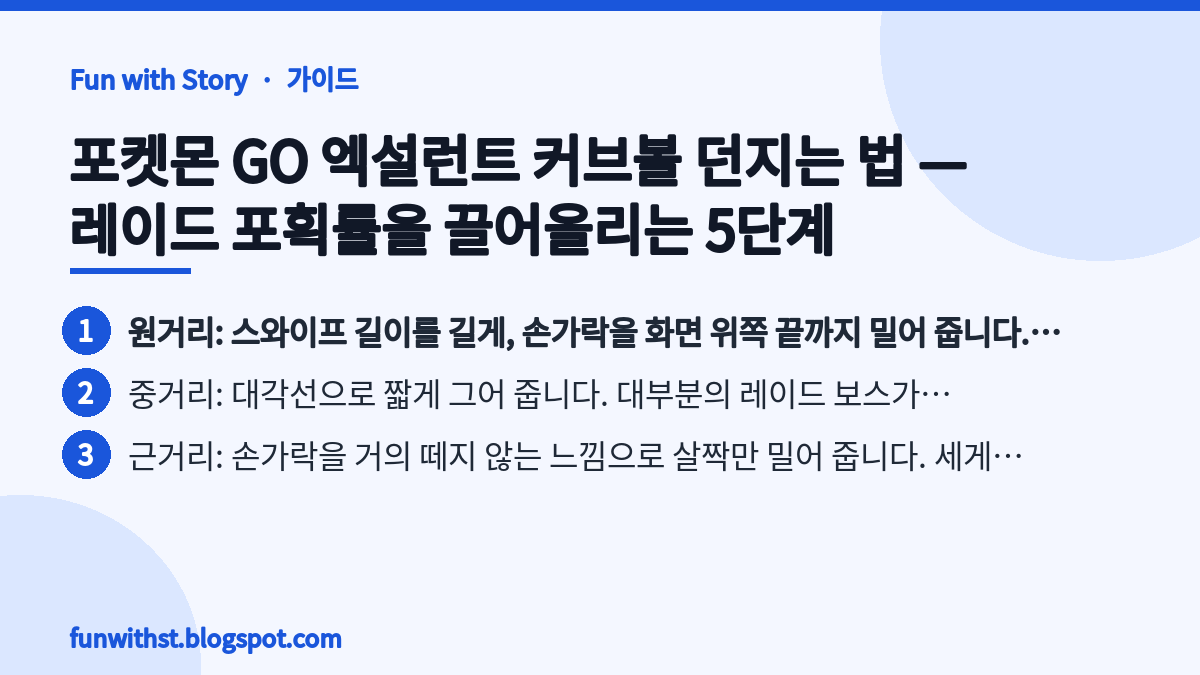 Fun with Story · 가이드
포켓몬 GO 엑설런트 커브볼 던지는 법 —
레이드 포획률을 끌어올리는 5단계
1 원거리: 스와이프 길이를 길게, 손가락을 화면 위쪽 끝까지 밀어 줍니다.…
2 중거리: 대각선으로 짧게 그어 줍니다. 대부분의 레이드 보스가…
3 근거리: 손가락을 거의 떼지 않는 느낌으로 살짝만 밀어 줍니다. 세게…
funwithst.blogspot.com